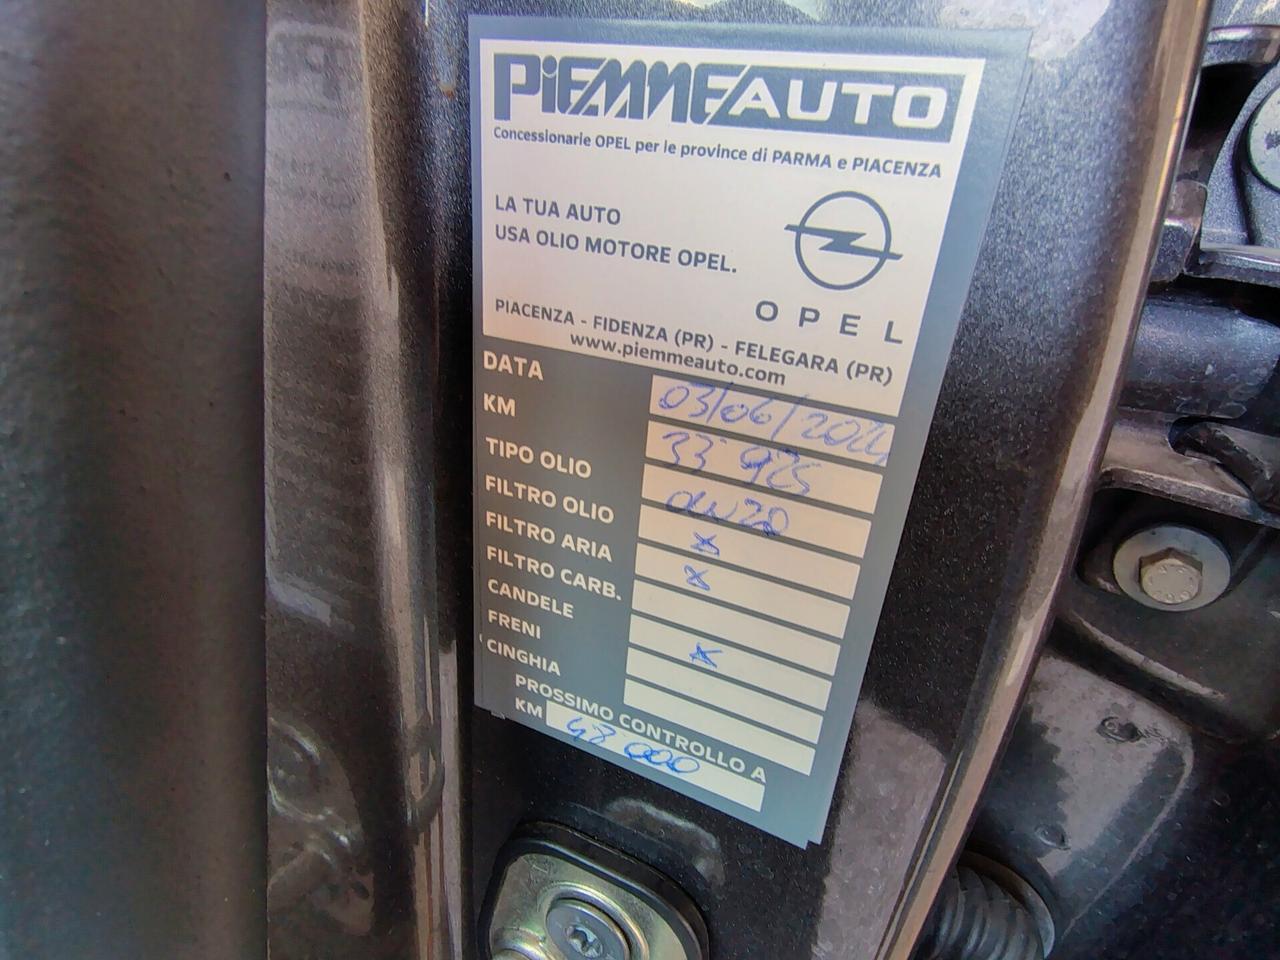 PIEMMEAUTO
Concessionarie OPEL per le province di PARMA e PIACENZA
LA TUA AUTO
USA OLIO MOTORE OPEL.
OPEL
PIACENZA - FIDENZA (PR) - FELEGARA (PR)
www.piemmeauto.com
DATA 03/06/2024
KM 33 925
TIPO OLIO 0W20
FILTRO OLIO x
FILTRO ARIA x
FILTRO CARB.
CANDELE x
FRENI
CINGHIA
PROSSIMO CONTROLLO A
KM 48 000